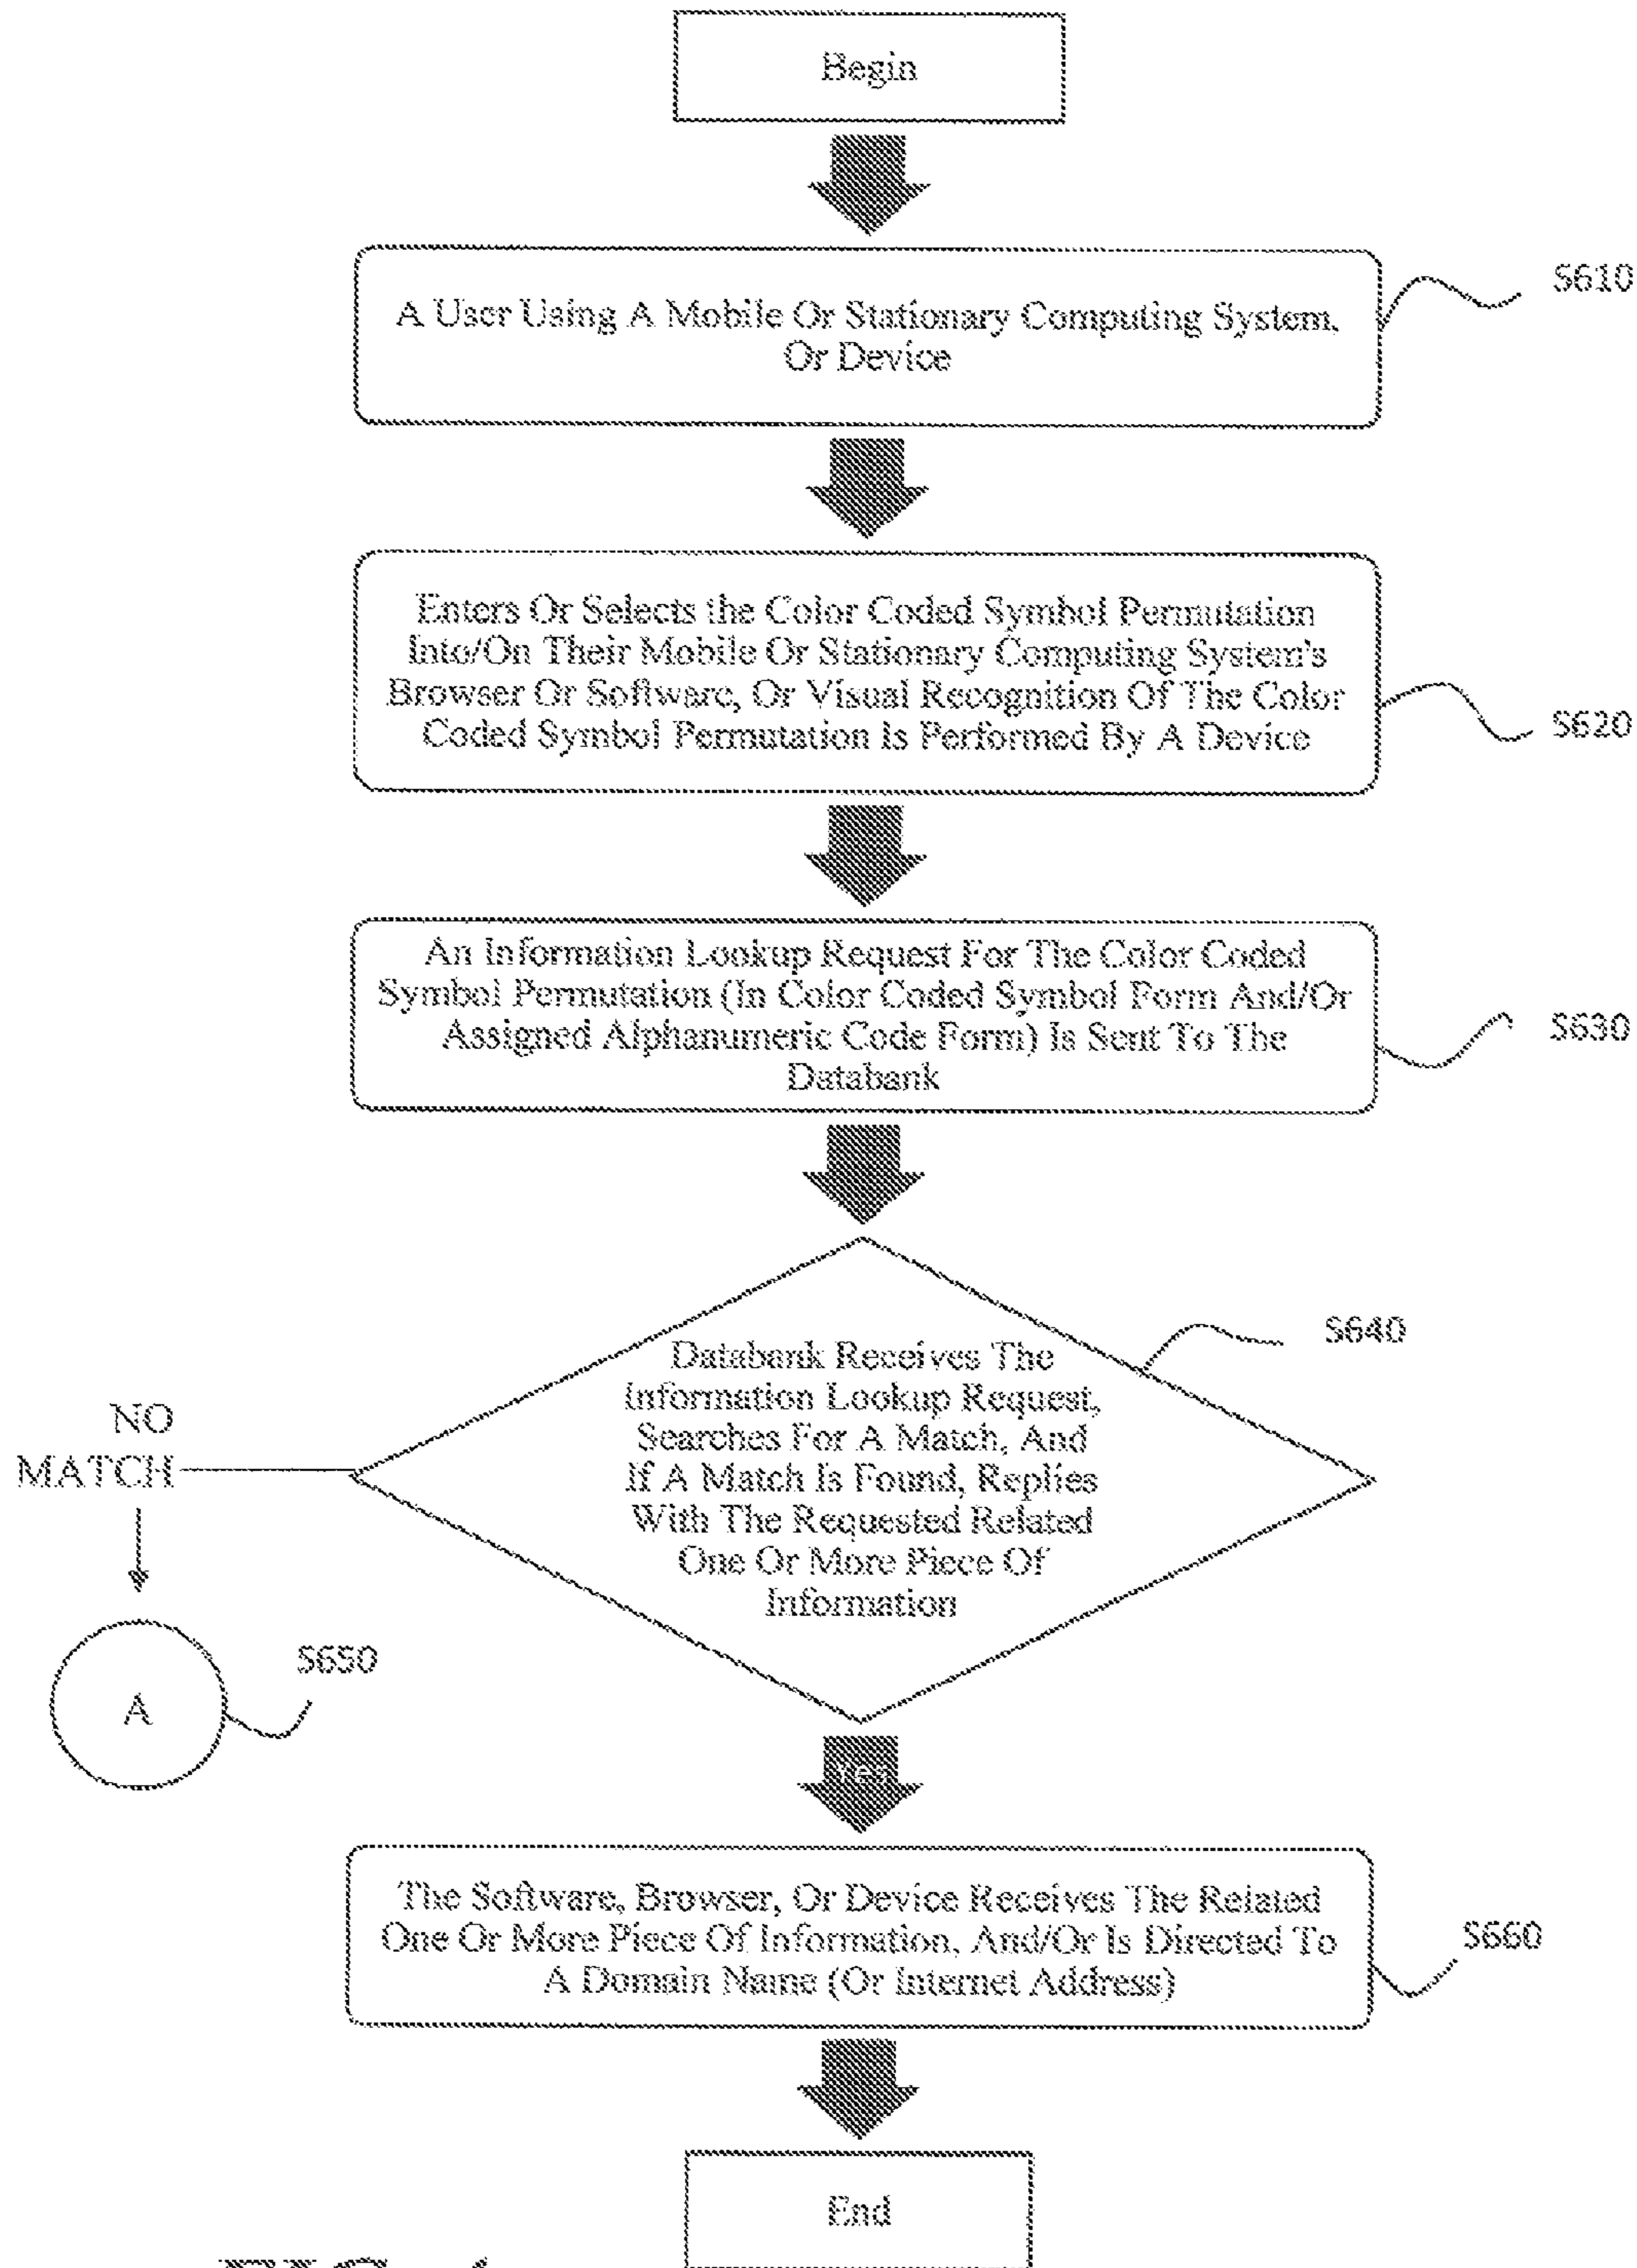 Begin
A User Using A Mobile Or Stationary Computing System,
Or Device
S610
Enters Or Selects the Color Coded Symbol Permutation
Into/On Their Mobile Or Stationary Computing System's
Browser Or Software, Or Visual Recognition Of The Color
Coded Symbol Permutation Is Performed By A Device
S620
An Information Lookup Request For The Color Coded
Symbol Permutation (In Color Coded Symbol Form And/Or
Assigned Alphanumeric Code Form) Is Sent To The
Databank
S630
Databank Receives The
Information Lookup Request,
Searches For A Match, And
If A Match Is Found, Replies
With The Requested Related
One Or More Piece Of
Information
S640
NO
MATCH
A
S650
Yes
The Software, Browser, Or Device Receives The Related
One Or More Piece Of Information, And/Or Is Directed To
A Domain Name (Or Internet Address)
S660
End